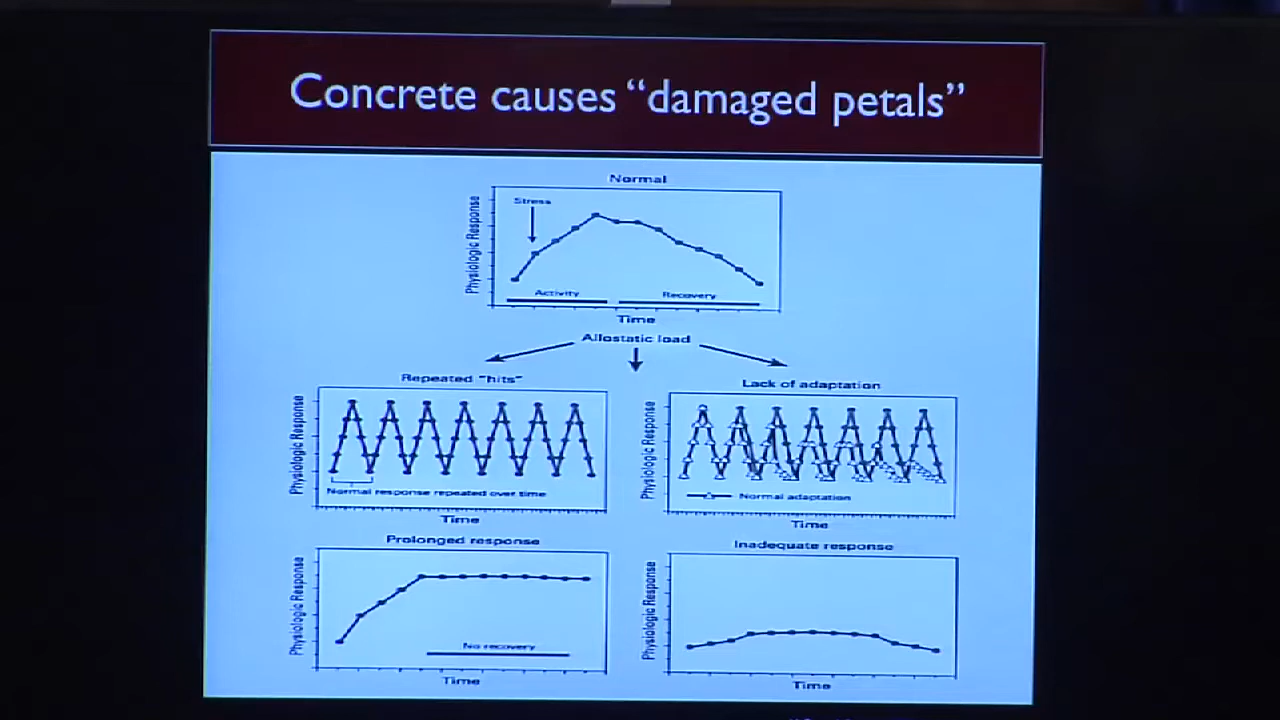 Concrete causes “damaged petals”
Normal
Stress
Physiologic Response
Activity
Recovery
Time
Allostatic load
Repeated "hits"
Physiologic Response
Normal response repeated over time
Time
Lack of adaptation
Physiologic Response
Normal adaptation
Time
Prolonged response
Physiologic Response
No recovery
Time
Inadequate response
Physiologic Response
Time